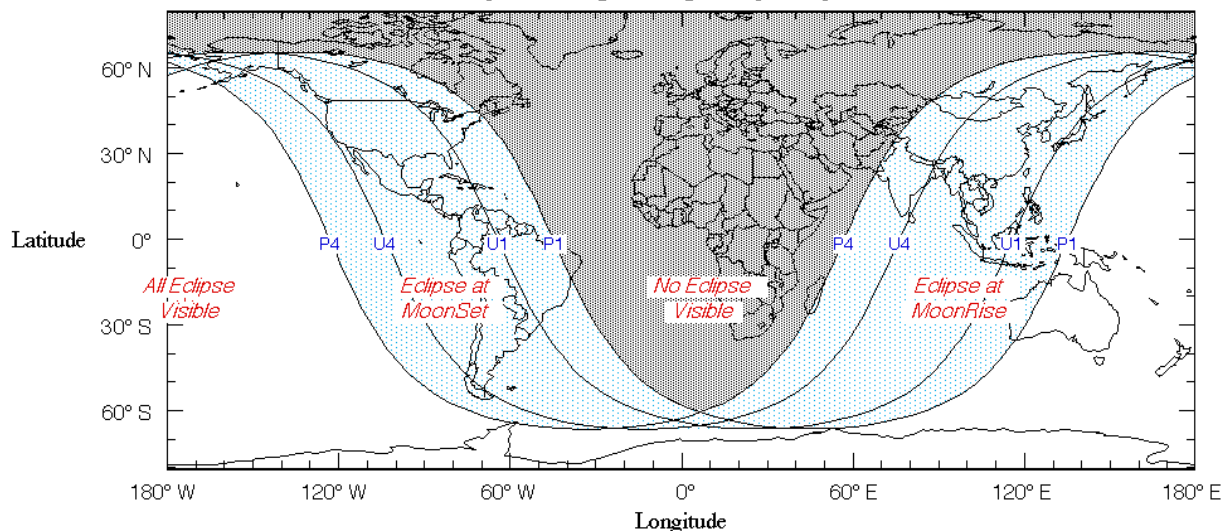 60° N
30° N
Latitude
0°
30° S
60° S
P4 U4 U1 P1 P4 U4 U1 P1
All Eclipse
Visible
Eclipse at
MoonSet
No Eclipse
Visible
Eclipse at
MoonRise
180° W 120° W 60° W 0° 60° E 120° E 180° E
Longitude